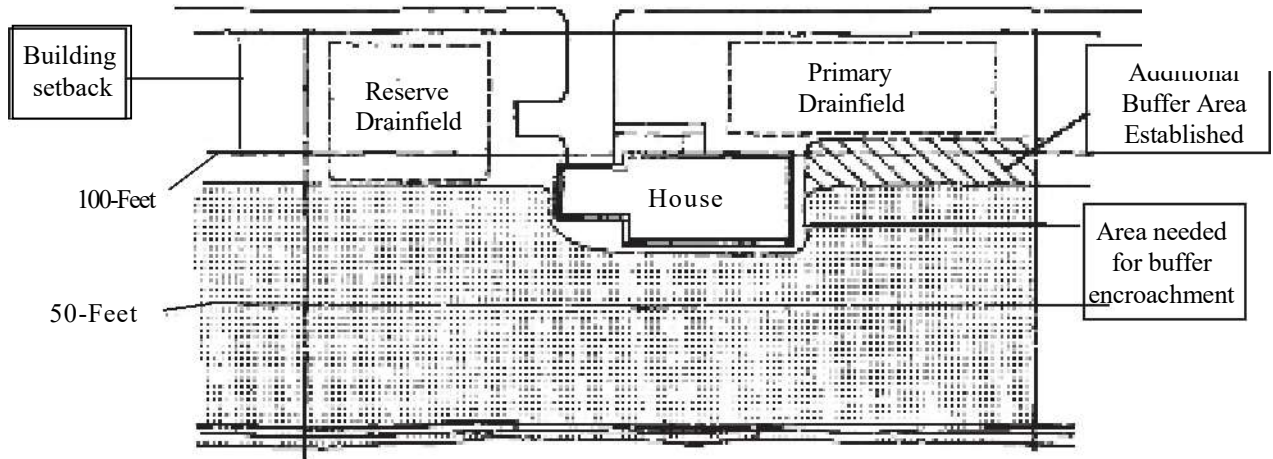 Building
setback
Reserve
Drainfield
Primary
Drainfield
Additional
Buffer Area
Established
100-Feet
House
Area needed
for buffer
encroachment
50-Feet